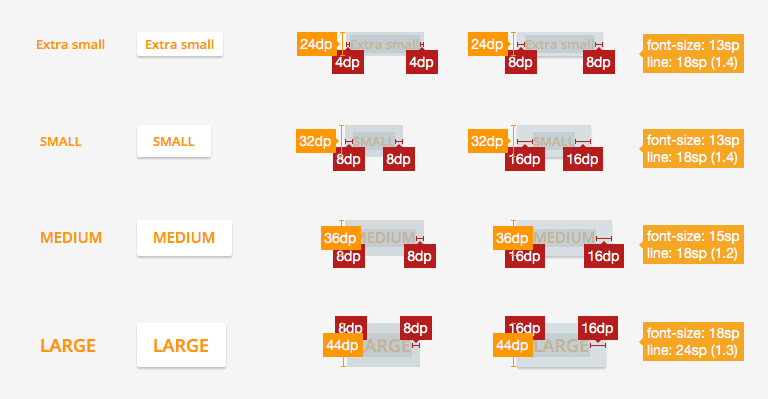 Extra small
Extra small
24dp
Extra small
4dp
4dp
24dp
Extra small
8dp
8dp
font-size: 13sp
line: 18sp (1.4)
SMALL
SMALL
32dp
SMALL
8dp
8dp
32dp
SMALL
16dp
16dp
font-size: 13sp
line: 18sp (1.4)
MEDIUM
MEDIUM
36dp
MEDIUM
8dp
8dp
36dp
MEDIUM
16dp
16dp
font-size: 15sp
line: 18sp (1.2)
LARGE
LARGE
8dp
8dp
44dp
LARGE
16dp
16dp
44dp
LARGE
font-size: 18sp
line: 24sp (1.3)